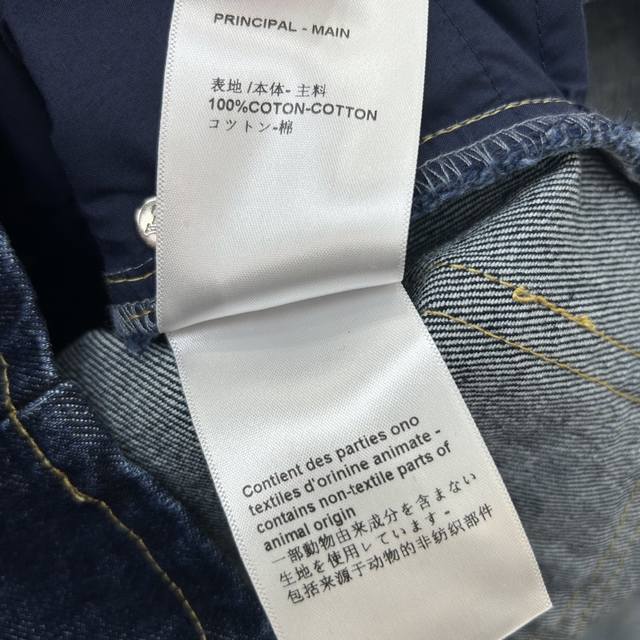 PRINCIPAL - MAIN
表地 /本体- 主料
100%COTON-COTTON
コツトン-棉
Contient des parties ono
textiles d'orinine animate -
contains non-textile parts of
animal origin
一部動物由来成分を含まない
生地を使用しています-
包括来源于动物的非纺织部件